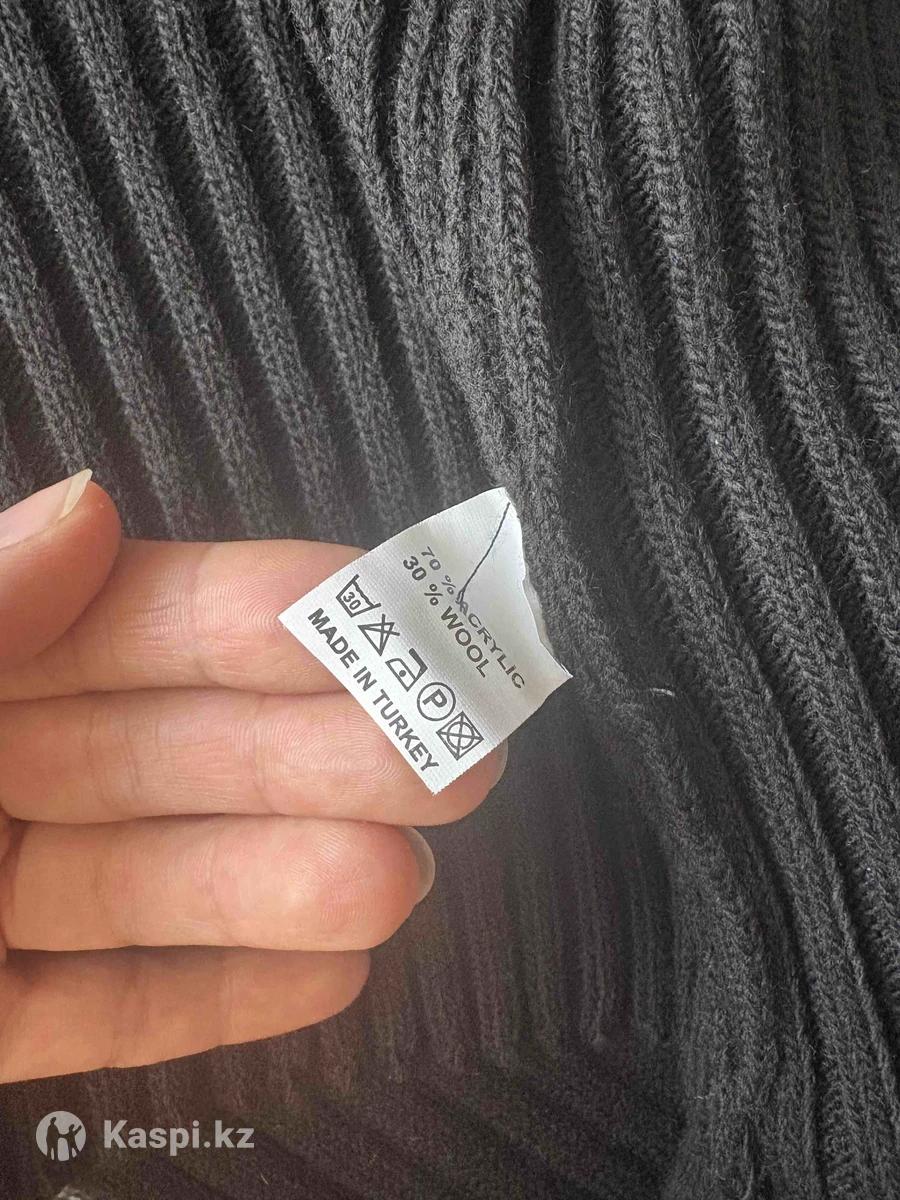 70 % ACRYLIC
30 % WOOL
30
P
MADE IN TURKEY
Kaspi.kz